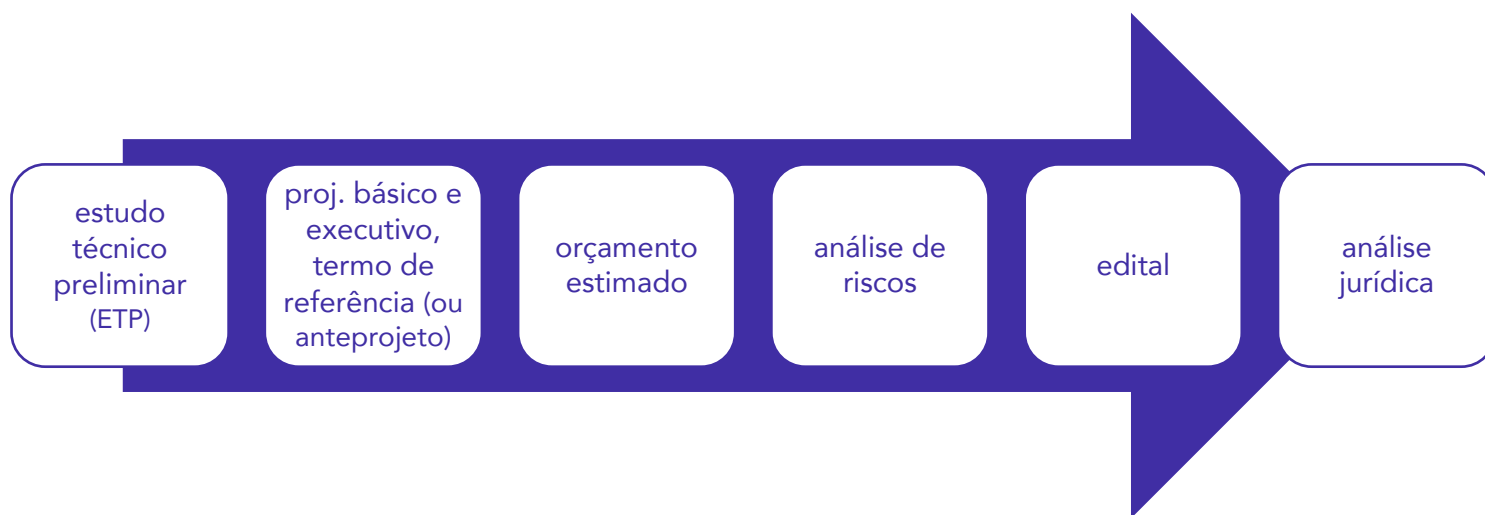 estudo
técnico
preliminar
(ETP)
proj. básico e
executivo,
termo de
referência (ou
anteprojeto)
orçamento
estimado
análise de
riscos
edital
análise
jurídica